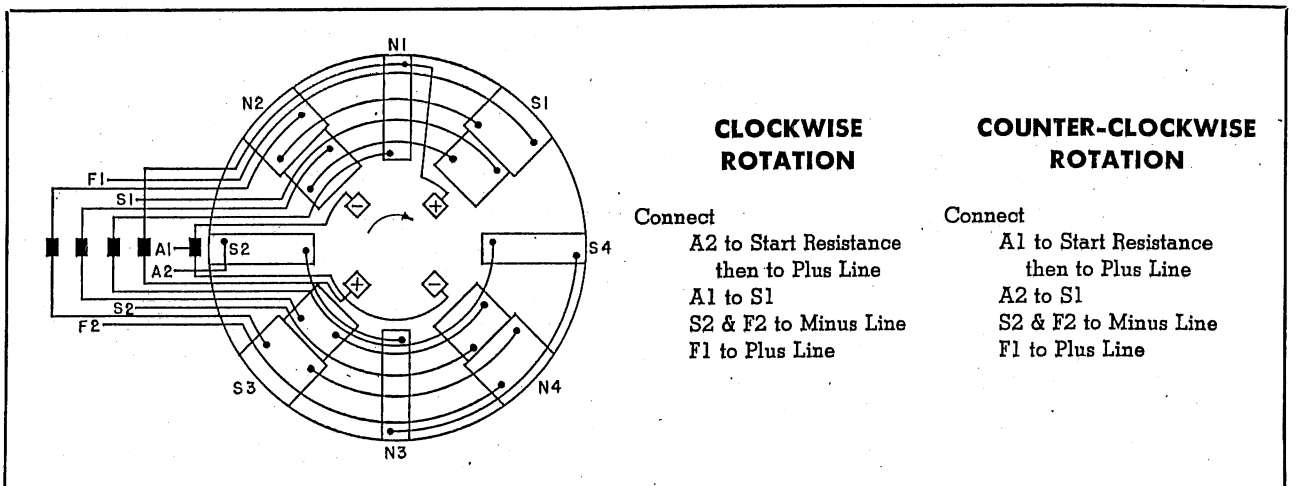 N1
N2
S1
F1
S1
-
+
A1
S2
S4
A2
+
-
S2
F2
S3
N4
N3
CLOCKWISE
ROTATION
Connect
A2 to Start Resistance
then to Plus Line
A1 to S1
S2 & F2 to Minus Line
F1 to Plus Line
COUNTER-CLOCKWISE
ROTATION
Connect
A1 to Start Resistance
then to Plus Line
A2 to S1
S2 & F2 to Minus Line
F1 to Plus Line